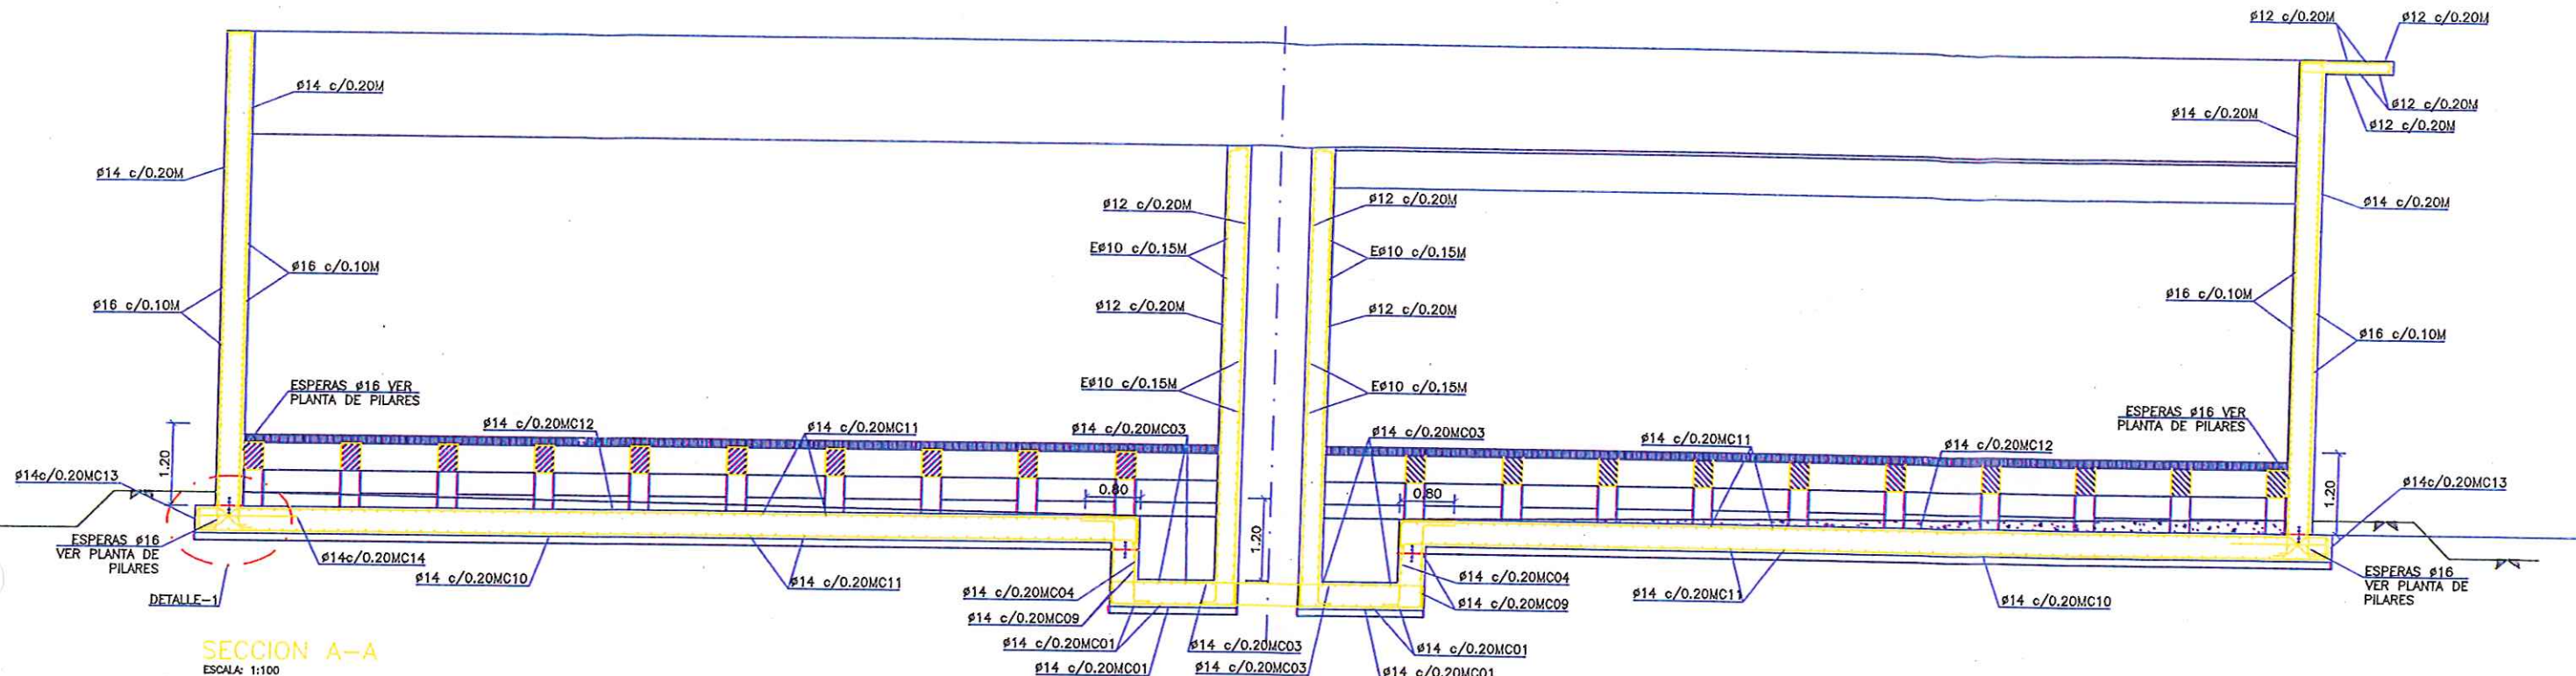 ø12 c/0.20M
ø12 c/0.20M
ø14 c/0.20M
ø12 c/0.20M
ø14 c/0.20M
ø12 c/0.20M
ø14 c/0.20M
ø12 c/0.20M
ø12 c/0.20M
ø14 c/0.20M
Eø10 c/0.15M
Eø10 c/0.15M
ø16 c/0.10M
ø16 c/0.10M
ø16 c/0.10M
ø12 c/0.20M
ø12 c/0.20M
ø16 c/0.10M
ESPERAS ø16 VER
PLANTA DE PILARES
Eø10 c/0.15M
Eø10 c/0.15M
ESPERAS ø16 VER
PLANTA DE PILARES
ø14 c/0.20MC12
ø14 c/0.20MC11
ø14 c/0.20MC03
ø14 c/0.20MC03
ø14 c/0.20MC11
ø14 c/0.20MC12
1.20
ø14c/0.20MC13
0.80
0.80
1.20
ø14c/0.20MC13
1.20
ESPERAS ø16
VER PLANTA DE
PILARES
ø14c/0.20MC14
ø14 c/0.20MC10
ø14 c/0.20MC11
ø14 c/0.20MC04
ø14 c/0.20MC04
ø14 c/0.20MC11
ø14 c/0.20MC10
ESPERAS ø16
VER PLANTA DE
PILARES
DETALLE-1
ø14 c/0.20MC09
ø14 c/0.20MC09
ø14 c/0.20MC01
ø14 c/0.20MC03
ø14 c/0.20MC01
ø14 c/0.20MC01
ø14 c/0.20MC03
ø14 c/0.20MC01
SECCION A-A
ESCALA: 1:100